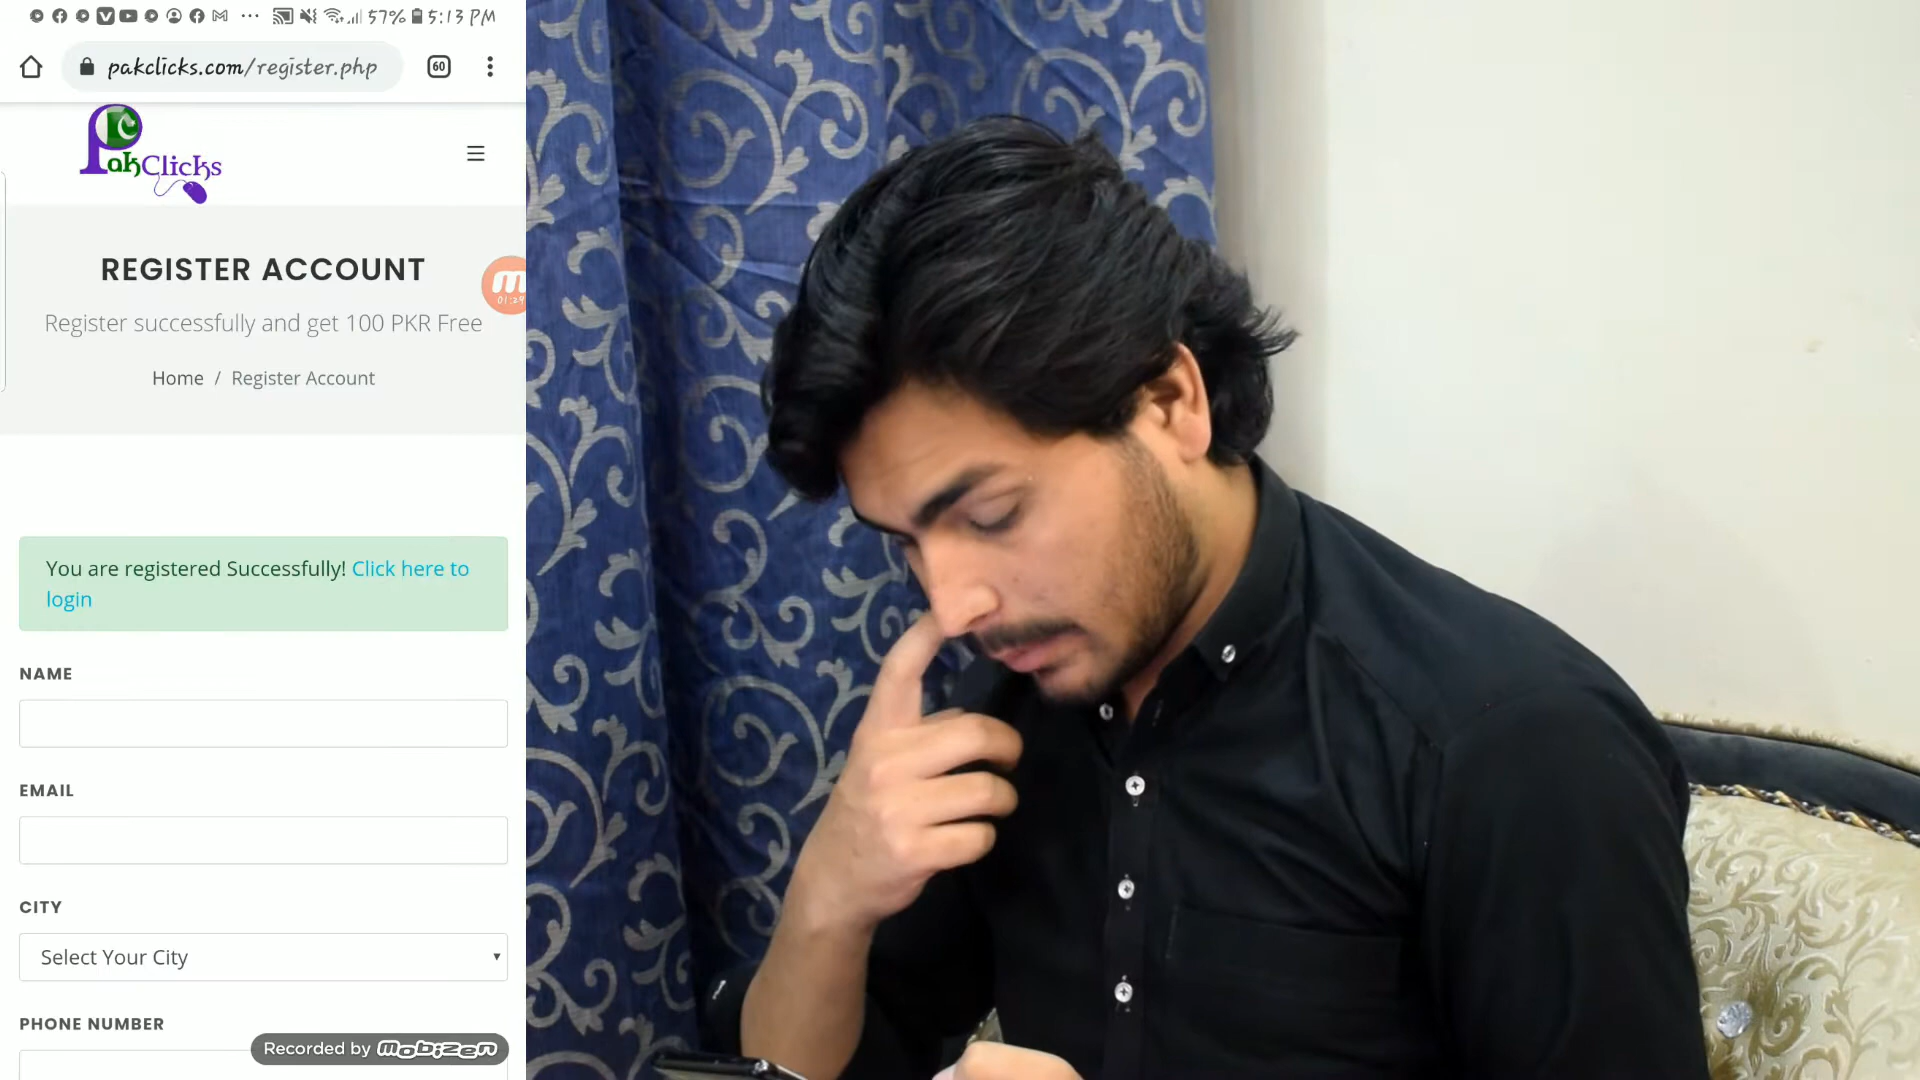 57% 5:13 PM
pakclicks.com/register.php
60
PakClicks
REGISTER ACCOUNT
01:29
Register successfully and get 100 PKR Free
Home / Register Account
You are registered Successfully! Click here to
login
NAME
EMAIL
CITY
Select Your City
PHONE NUMBER
Recorded by mobizen